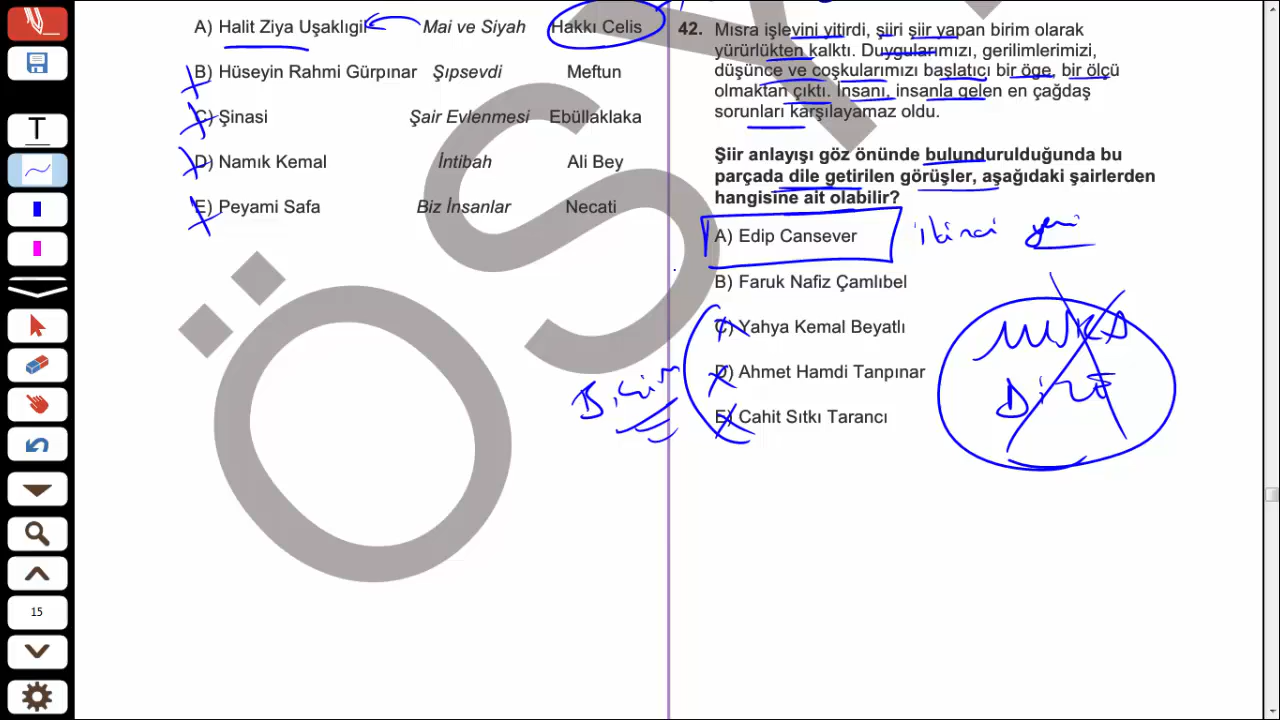 A) Halit Ziya Uşaklıgil Mai ve Siyah Hakkı Celis
B) Hüseyin Rahmi Gürpınar Şıpsevdi Meftun
C) Şinasi Şair Evlenmesi Ebüllaklaka
D) Namık Kemal İntibah Ali Bey
E) Peyami Safa Biz İnsanlar Necati
42. Mısra işlevini yitirdi, şiiri şiir yapan birim olarak
yürürlükten kalktı. Duygularımızı, gerilimlerimizi,
düşünce ve coşkularımızı başlatıcı bir öge, bir ölçü
olmaktan çıktı. İnsanı, insanla gelen en çağdaş
sorunları karşılayamaz oldu.
Şiir anlayışı göz önünde bulundurulduğunda bu
parçada dile getirilen görüşler, aşağıdaki şairlerden
hangisine ait olabilir?
A) Edip Cansever
İkinci yeni
B) Faruk Nafiz Çamlıbel
C) Yahya Kemal Beyatlı
D) Ahmet Hamdi Tanpınar
E) Cahit Sıtkı Tarancı
Biçim
ÖSY
T
15